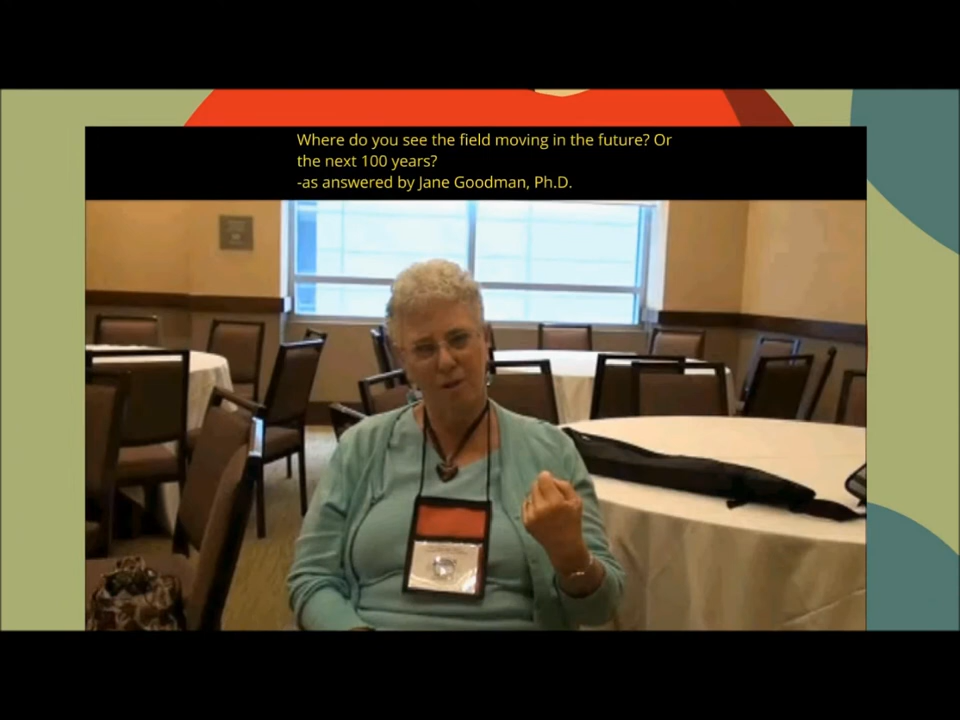 Where do you see the field moving in the future? Or
the next 100 years?
-as answered by Jane Goodman, Ph.D.